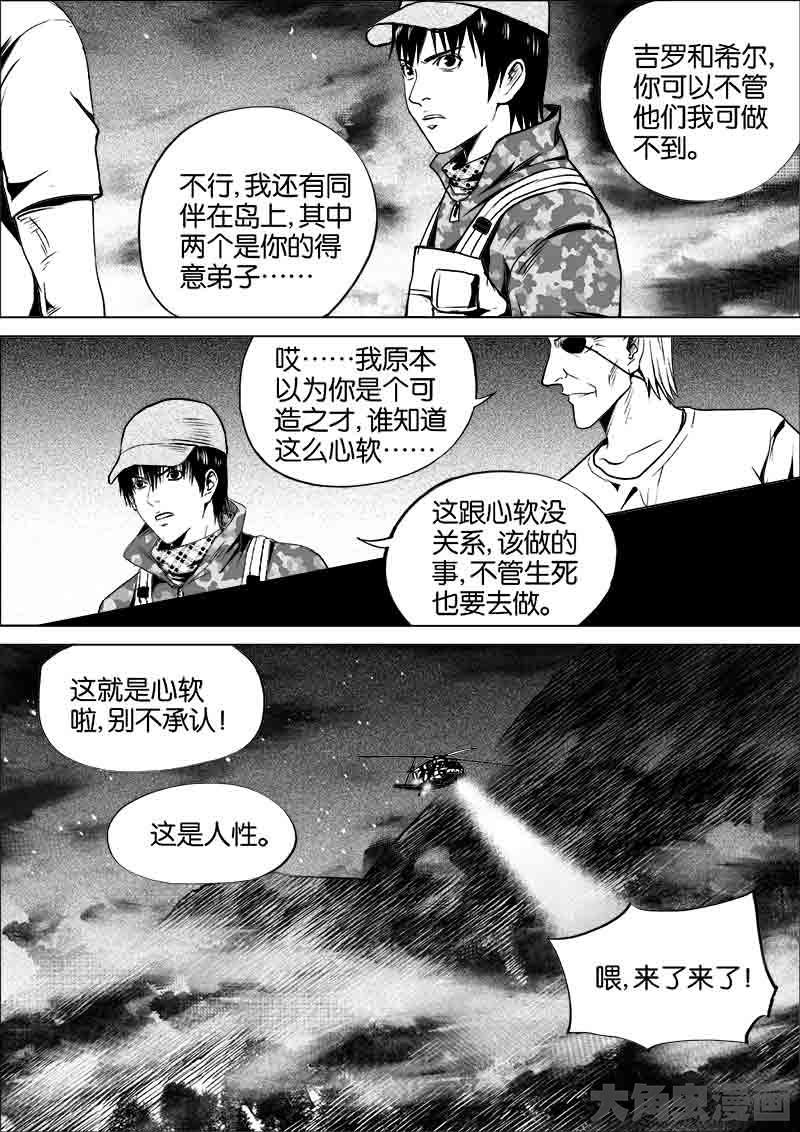 不行,我还有同
伴在岛上,其中
两个是你的得
意弟子……
吉罗和希尔,
你可以不管
他们我可做
不到。
哎……我原本
以为你是个可
造之才,谁知道
这么心软……
这跟心软没
关系,该做的
事,不管生死
也要去做。
这就是心软
啦,别不承认!
这是人性。
喂,来了来了!
大角虫漫画